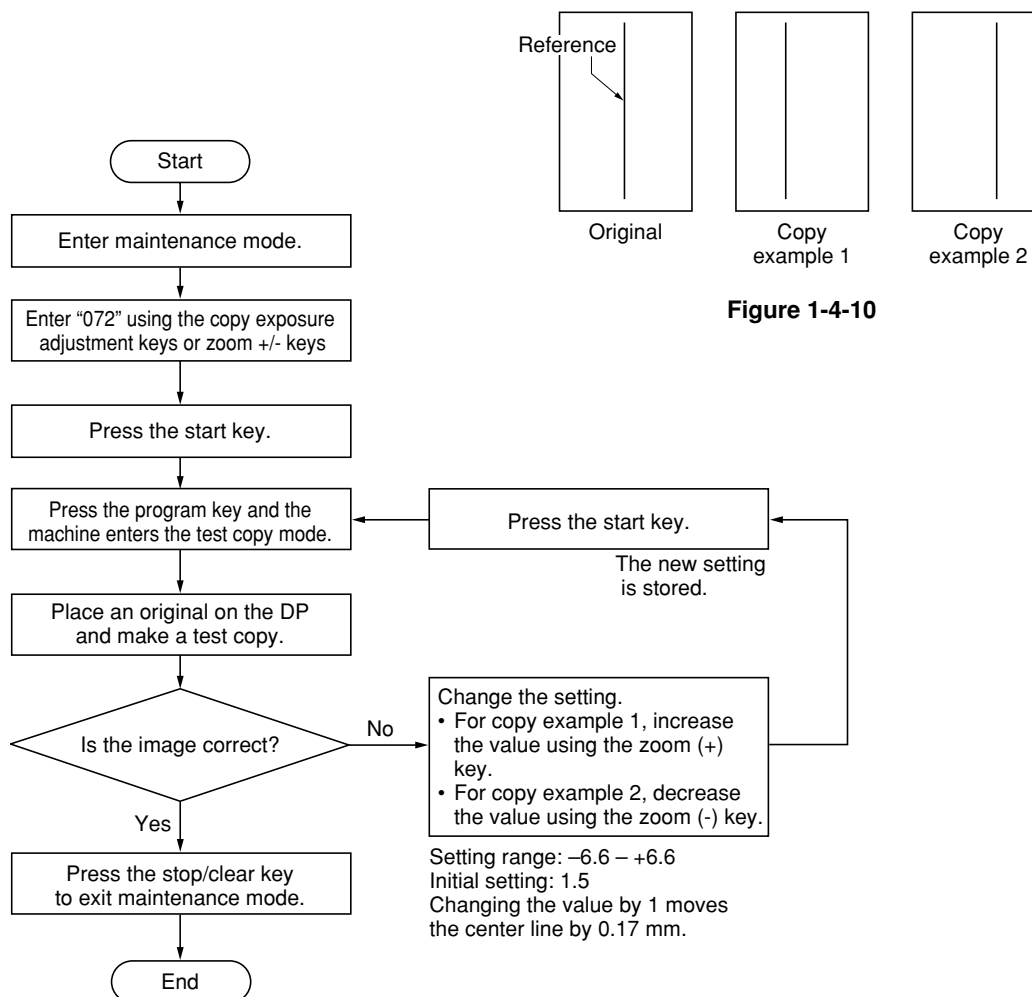 Reference
Original
Copy
example 1
Copy
example 2
Figure 1-4-10
Start
Enter maintenance mode.
Enter “072” using the copy exposure
adjustment keys or zoom +/- keys
Press the start key.
Press the program key and the
machine enters the test copy mode.
Place an original on the DP
and make a test copy.
Is the image correct?
No
Yes
Change the setting.
• For copy example 1, increase
the value using the zoom (+)
key.
• For copy example 2, decrease
the value using the zoom (-) key.
Setting range: –6.6 – +6.6
Initial setting: 1.5
Changing the value by 1 moves
the center line by 0.17 mm.
Press the start key.
The new setting
is stored.
Press the stop/clear key
to exit maintenance mode.
End